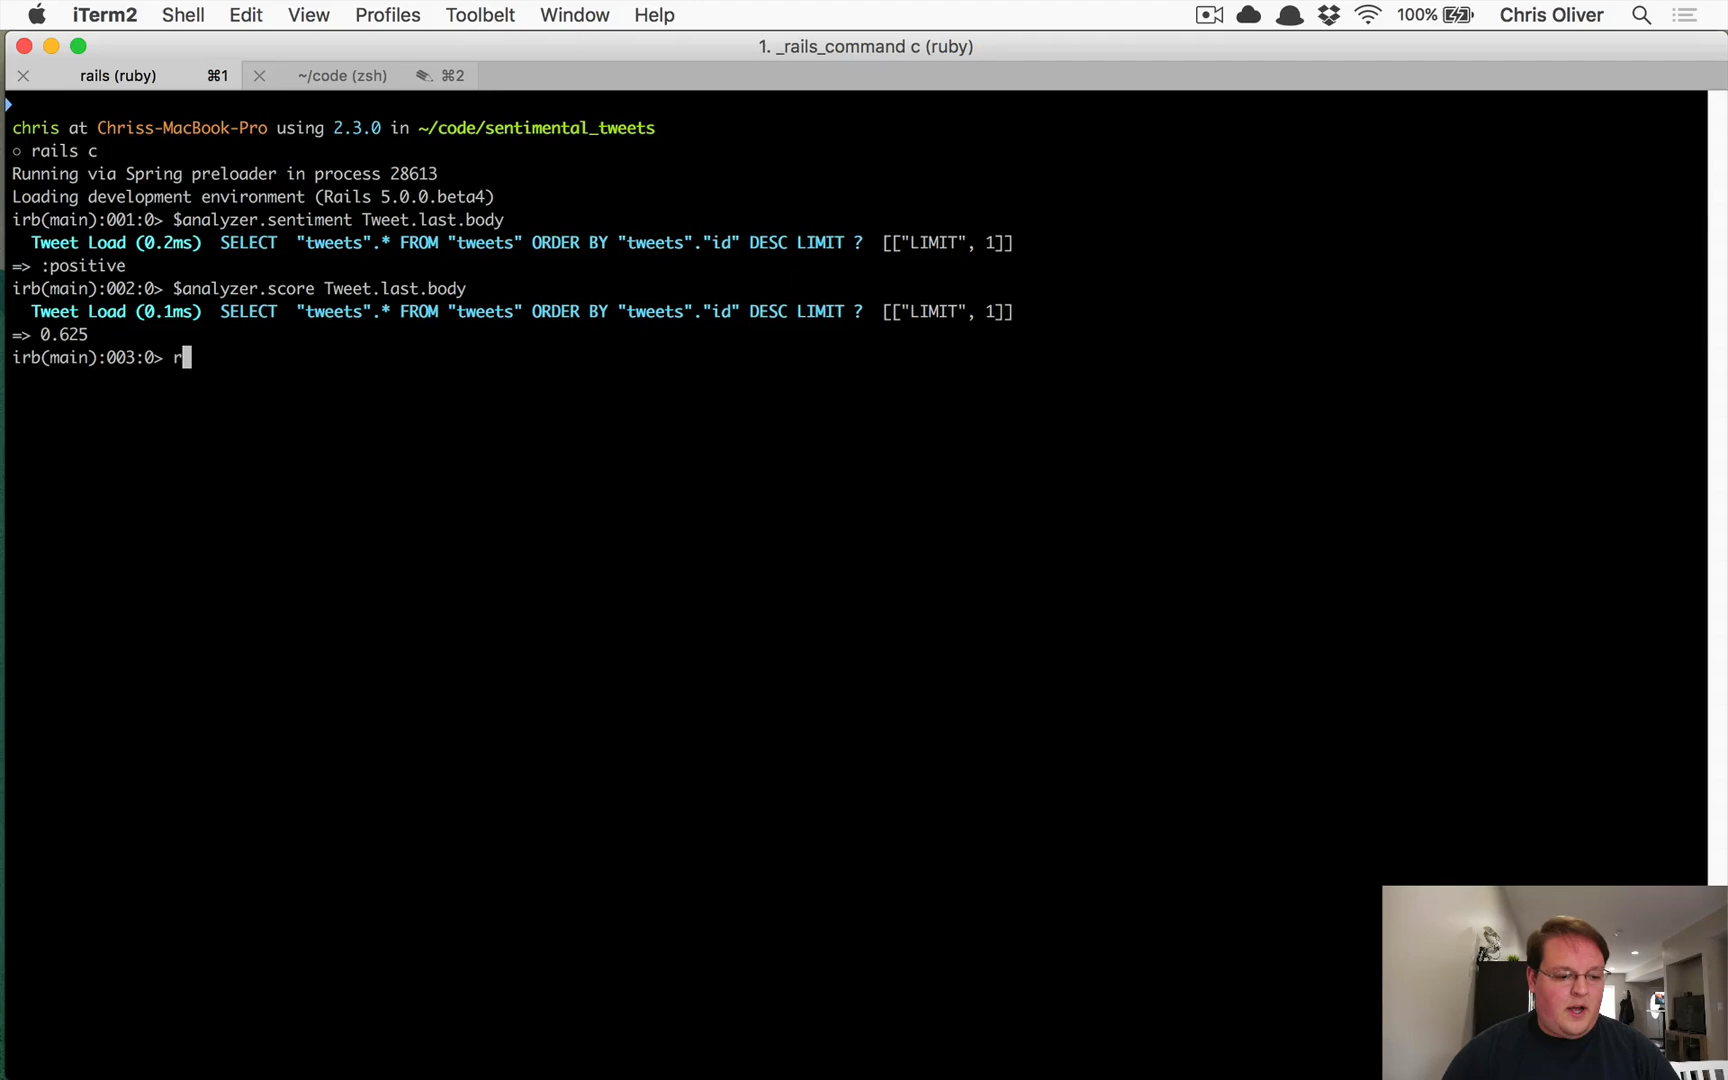 iTerm2 Shell Edit View Profiles Toolbelt Window Help 100% Chris Oliver
1. _rails_command c (ruby)
rails (ruby) ⌘1 ~/code (zsh) ⌘2
chris at Chriss-MacBook-Pro using 2.3.0 in ~/code/sentimental_tweets
○ rails c
Running via Spring preloader in process 28613
Loading development environment (Rails 5.0.0.beta4)
irb(main):001:0> $analyzer.sentiment Tweet.last.body
Tweet Load (0.2ms) SELECT "tweets".* FROM "tweets" ORDER BY "tweets"."id" DESC LIMIT ? [["LIMIT", 1]]
=> :positive
irb(main):002:0> $analyzer.score Tweet.last.body
Tweet Load (0.1ms) SELECT "tweets".* FROM "tweets" ORDER BY "tweets"."id" DESC LIMIT ? [["LIMIT", 1]]
=> 0.625
irb(main):003:0> r